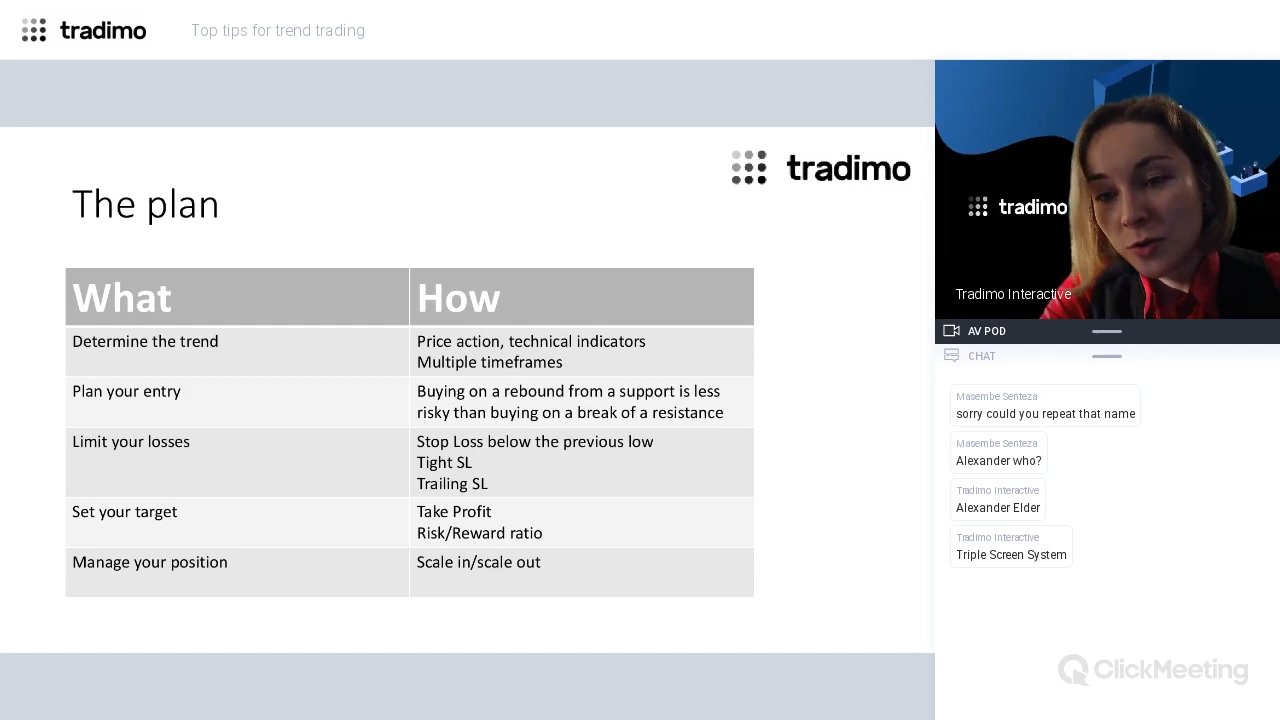 tradimo
Top tips for trend trading
tradimo
The plan
What
How
Determine the trend
Price action, technical indicators
Multiple timeframes
Plan your entry
Buying on a rebound from a support is less
risky than buying on a break of a resistance
Limit your losses
Stop Loss below the previous low
Tight SL
Trailing SL
Set your target
Take Profit
Risk/Reward ratio
Manage your position
Scale in/scale out
tradimo
Tradimo Interactive
AV POD
CHAT
Masembe Senteza
sorry could you repeat that name
Masembe Senteza
Alexander who?
Tradimo Interactive
Alexander Elder
Tradimo Interactive
Triple Screen System
ClickMeeting